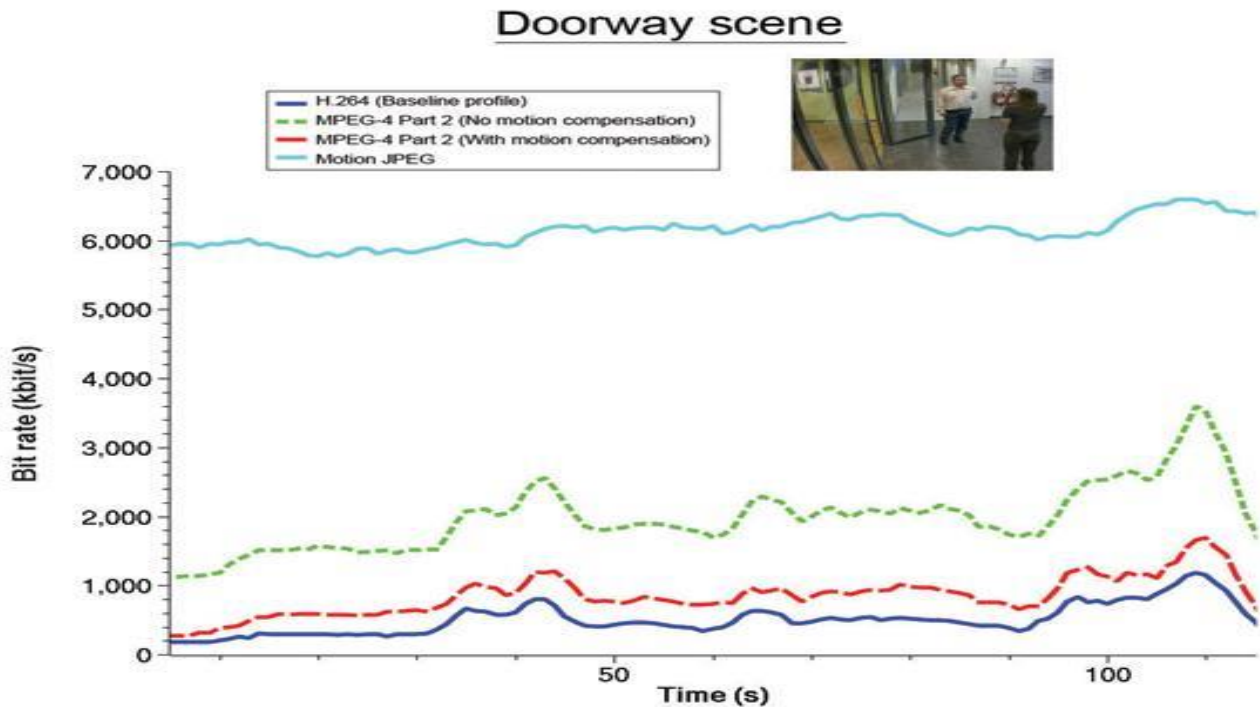 Doorway scene
H.264 (Baseline profile)
MPEG-4 Part 2 (No motion compensation)
MPEG-4 Part 2 (With motion compensation)
Motion JPEG
7,000
6,000
5,000
4,000
3,000
2,000
1,000
0
Bit rate (kbit/s)
50
100
Time (s)